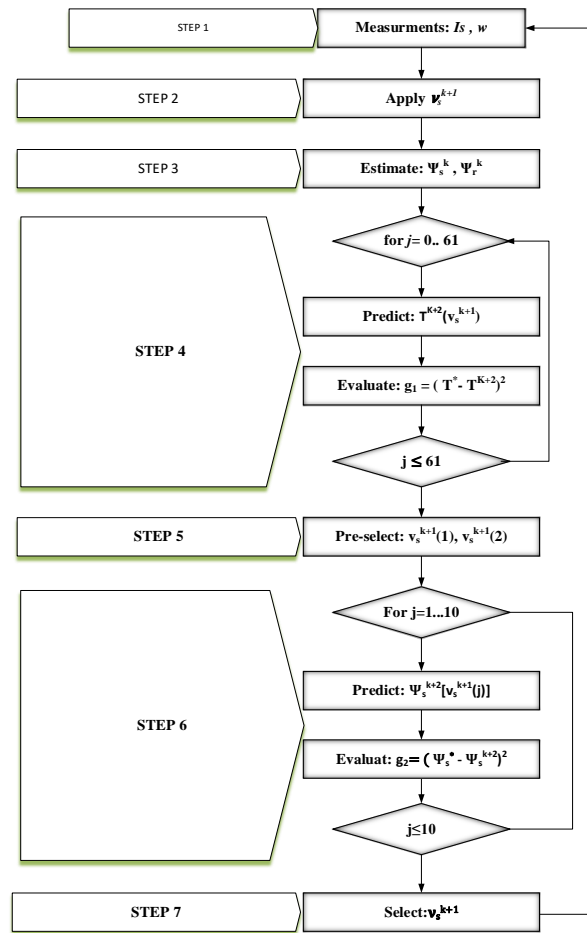 STEP 1
Measurments: Is , w
STEP 2
Apply 𝛎ₛᵏ⁺¹
STEP 3
Estimate: Ψₛᵏ , Ψᵣᵏ
for j= 0.. 61
STEP 4
Predict: Tᴷ⁺²(vₛᵏ⁺¹)
Evaluate: g₁ = ( T* - Tᴷ⁺²)²
j ≤ 61
STEP 5
Pre-select: vₛᵏ⁺¹(1), vₛᵏ⁺¹(2)
For j=1...10
STEP 6
Predict: Ψₛᵏ⁺²[vₛᵏ⁺¹(j)]
Evaluat: g₂= ( Ψₛ* - Ψₛᵏ⁺²)²
j≤10
STEP 7
Select:𝛎ₛᵏ⁺¹